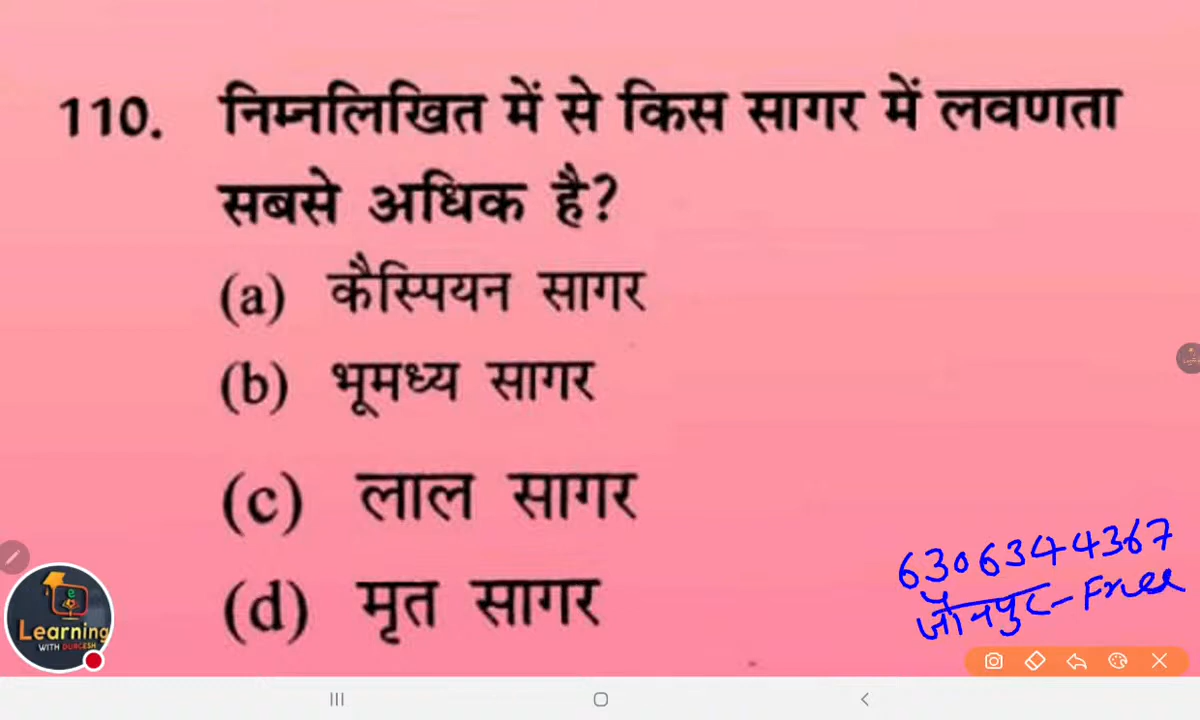 110. निम्नलिखित में से किस सागर में लवणता
सबसे अधिक है?
(a) कैस्पियन सागर
(b) भूमध्य सागर
(c) लाल सागर
(d) मृत सागर
6306344367
जौनपुर - Free
Learning
WITH DURGESH